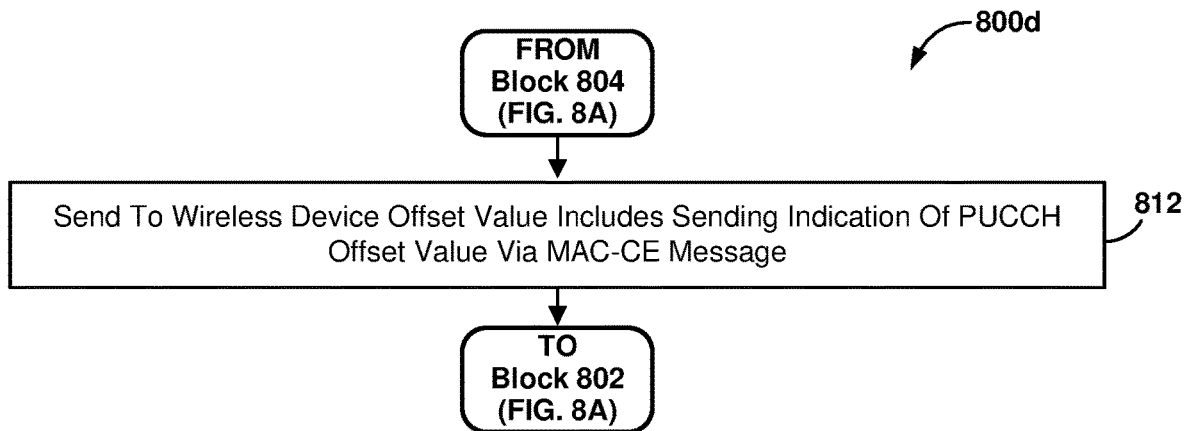 800d
FROM
Block 804
(FIG. 8A)
Send To Wireless Device Offset Value Includes Sending Indication Of PUCCH
Offset Value Via MAC-CE Message
812
TO
Block 802
(FIG. 8A)